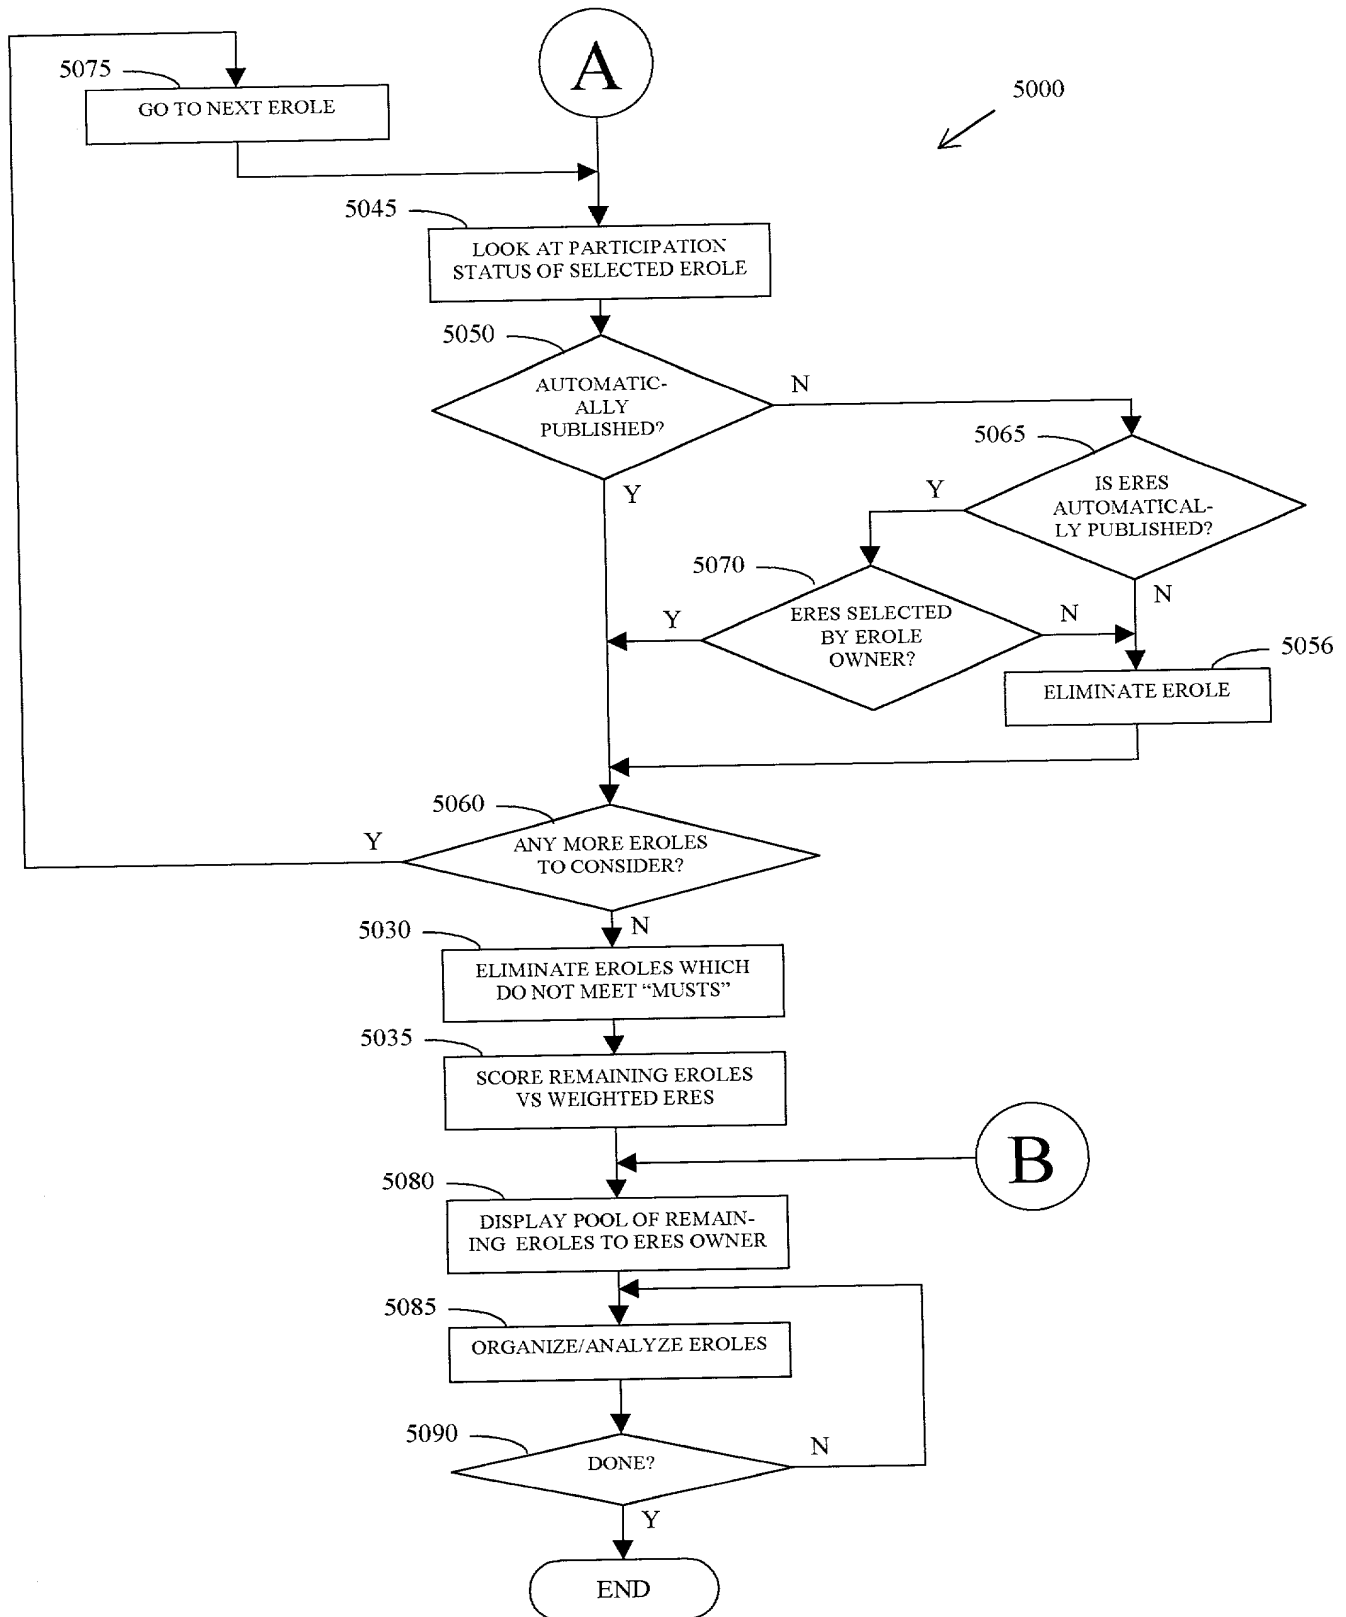 A
5000
5075
GO TO NEXT EROLE
5045
LOOK AT PARTICIPATION
STATUS OF SELECTED EROLE
5050
AUTOMATIC-
ALLY
PUBLISHED?
N
Y
5065
IS ERES
AUTOMATICAL-
LY PUBLISHED?
Y
N
5070
ERES SELECTED
BY EROLE
OWNER?
Y
N
5056
ELIMINATE EROLE
5060
ANY MORE EROLES
TO CONSIDER?
Y
N
5030
ELIMINATE EROLES WHICH
DO NOT MEET “MUSTS”
5035
SCORE REMAINING EROLES
VS WEIGHTED ERES
B
5080
DISPLAY POOL OF REMAIN-
ING EROLES TO ERES OWNER
5085
ORGANIZE/ANALYZE EROLES
5090
DONE?
N
Y
END